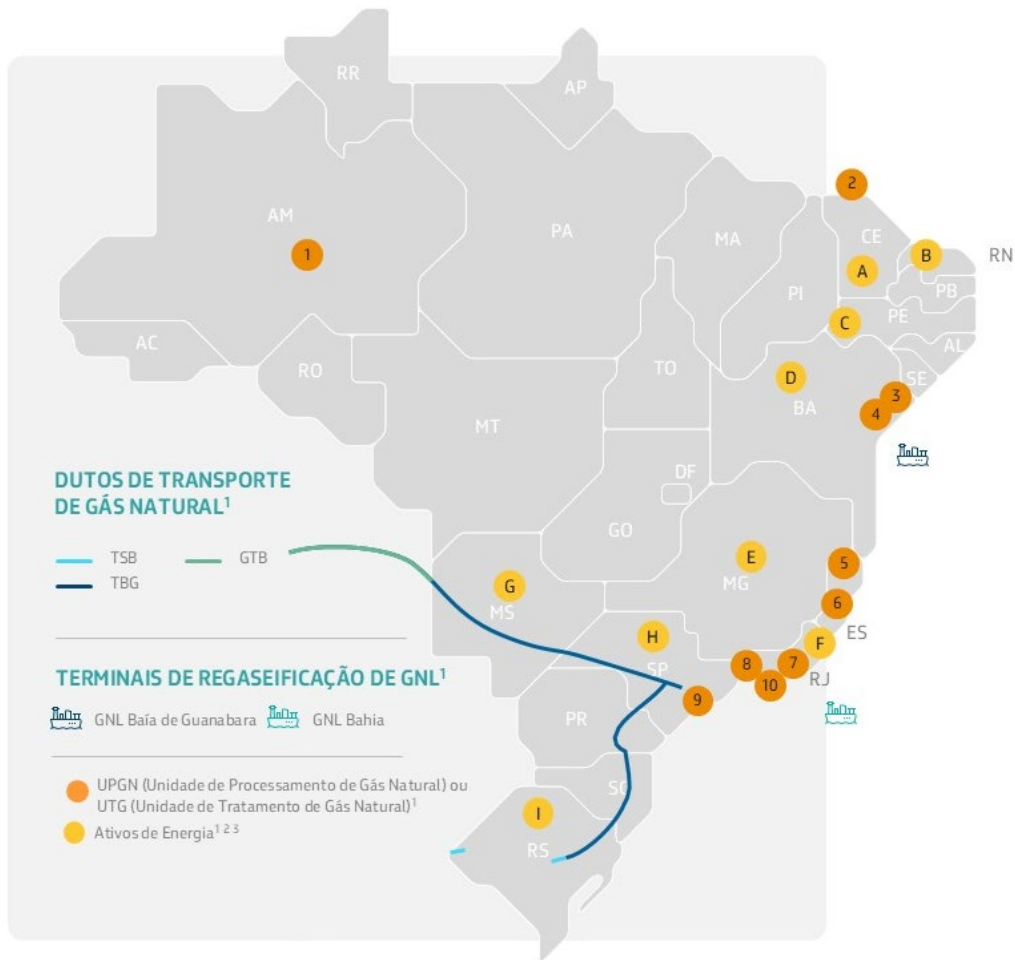 RR
AP
2
AM
PA
MA
CE
B
RN
1
A
PI
PB
C
PE
AC
AL
RO
TO
D
SE
BA
3
4
MT
DUTOS DE TRANSPORTE
DE GÁS NATURAL¹
DF
GO
TSB
GTB
TBG
E
5
MG
G
MS
6
ES
H
F
SP
8
7
RJ
10
9
TERMINAIS DE REGASEIFICAÇÃO DE GNL¹
GNL Baía de Guanabara
GNL Bahia
PR
UPGN (Unidade de Processamento de Gás Natural) ou
UTG (Unidade de Tratamento de Gás Natural)¹
SC
Ativos de Energia¹ ² ³
I
RS